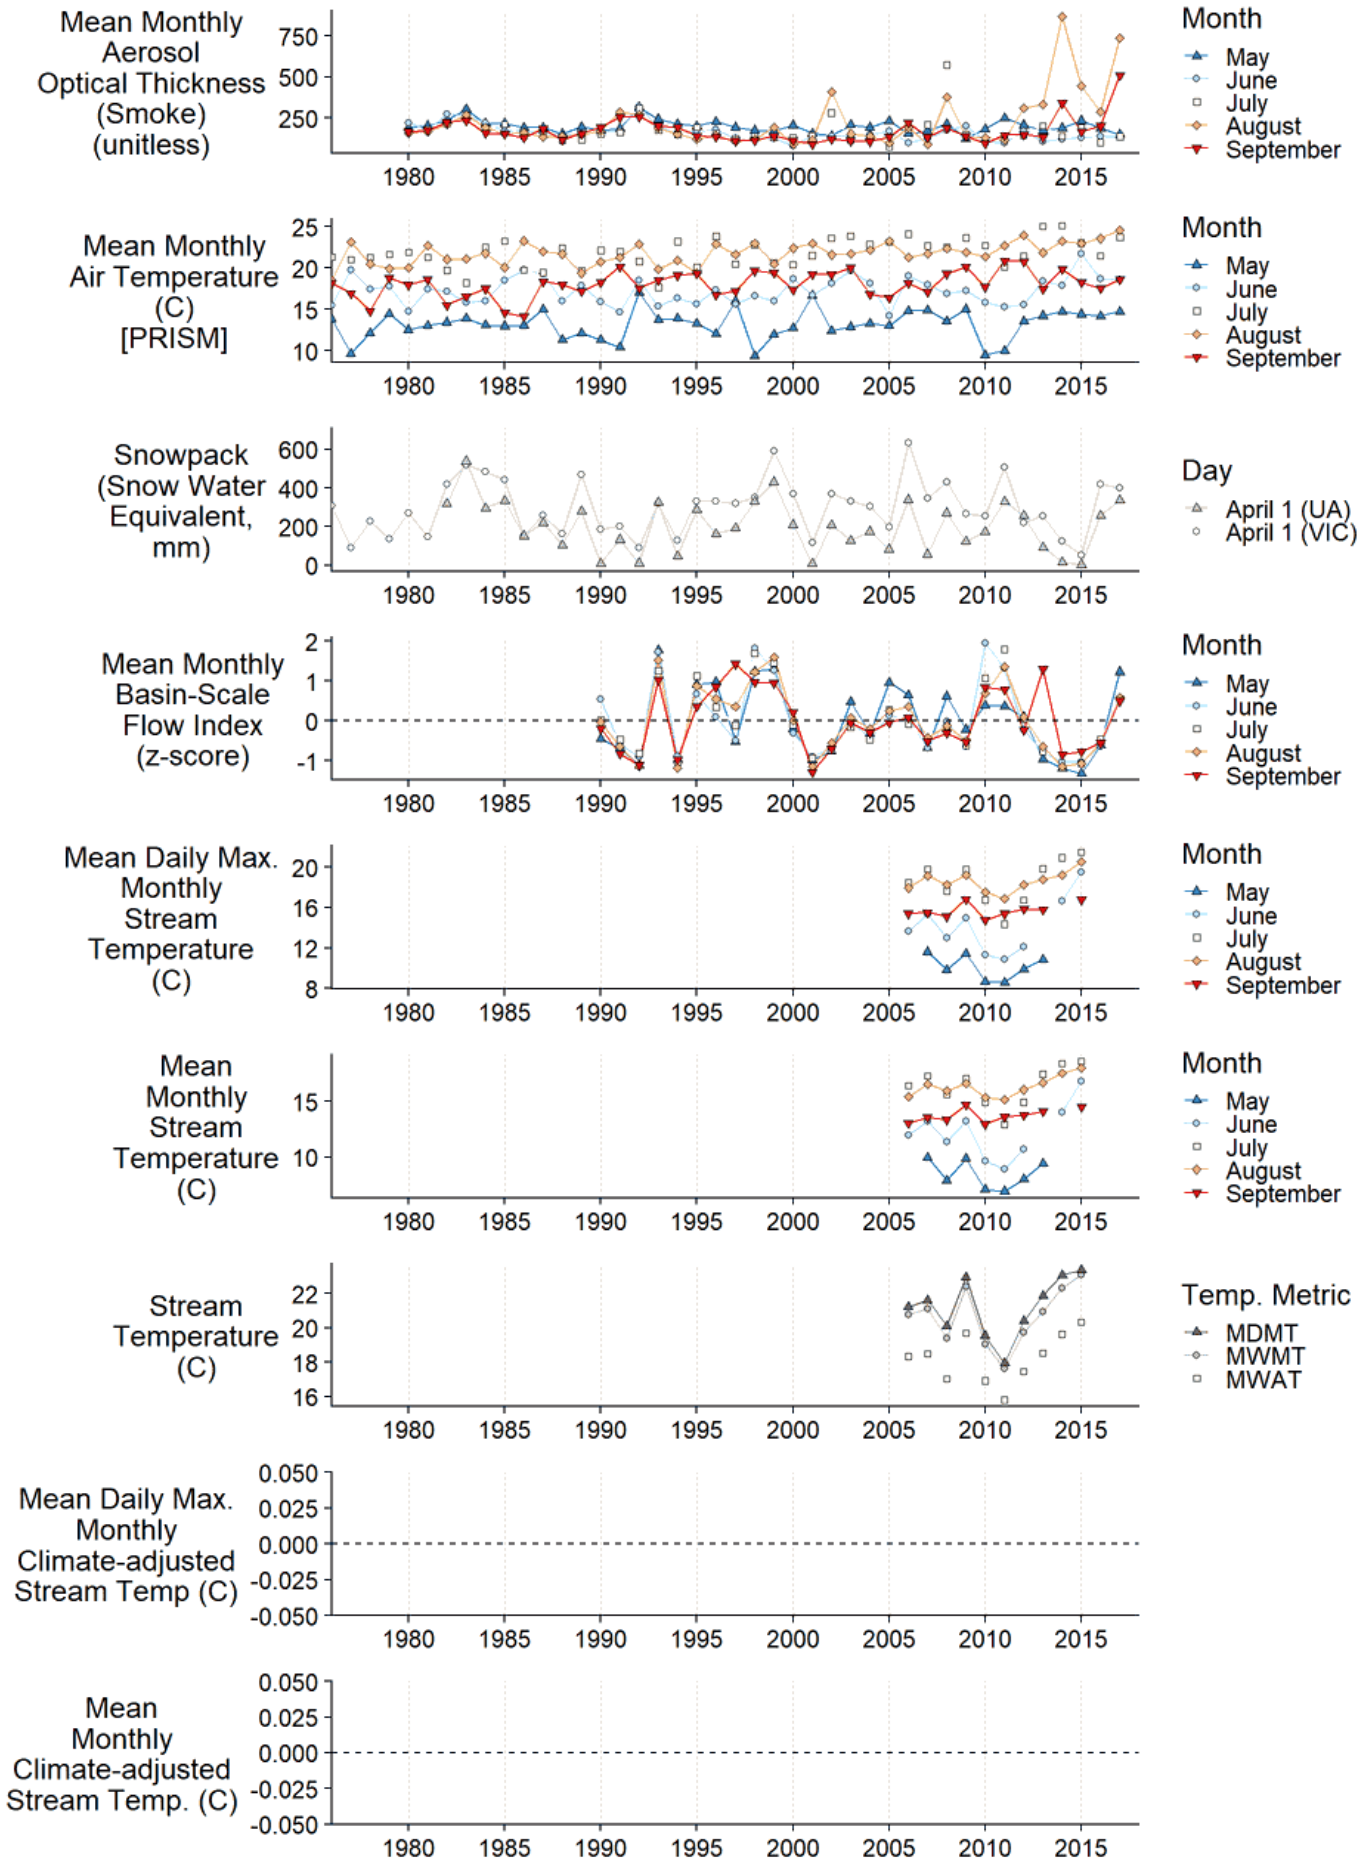 Mean Monthly
Aerosol
Optical Thickness
(Smoke)
(unitless)
750
500
250
1980 1985 1990 1995 2000 2005 2010 2015
Month
May
June
July
August
September
Mean Monthly
Air Temperature
(C)
[PRISM]
25
20
15
10
1980 1985 1990 1995 2000 2005 2010 2015
Month
May
June
July
August
September
Snowpack
(Snow Water
Equivalent,
mm)
600
400
200
0
1980 1985 1990 1995 2000 2005 2010 2015
Day
April 1 (UA)
April 1 (VIC)
Mean Monthly
Basin-Scale
Flow Index
(z-score)
2
1
0
-1
1980 1985 1990 1995 2000 2005 2010 2015
Month
May
June
July
August
September
Mean Daily Max.
Monthly
Stream
Temperature
(C)
20
16
12
8
1980 1985 1990 1995 2000 2005 2010 2015
Month
May
June
July
August
September
Mean
Monthly
Stream
Temperature
(C)
15
10
1980 1985 1990 1995 2000 2005 2010 2015
Month
May
June
July
August
September
Stream
Temperature
(C)
22
20
18
16
1980 1985 1990 1995 2000 2005 2010 2015
Temp. Metric
MDMT
MWMT
MWAT
Mean Daily Max.
Monthly
Climate-adjusted
Stream Temp (C)
0.050
0.025
0.000
-0.025
-0.050
1980 1985 1990 1995 2000 2005 2010 2015
Mean
Monthly
Climate-adjusted
Stream Temp. (C)
0.050
0.025
0.000
-0.025
-0.050
1980 1985 1990 1995 2000 2005 2010 2015